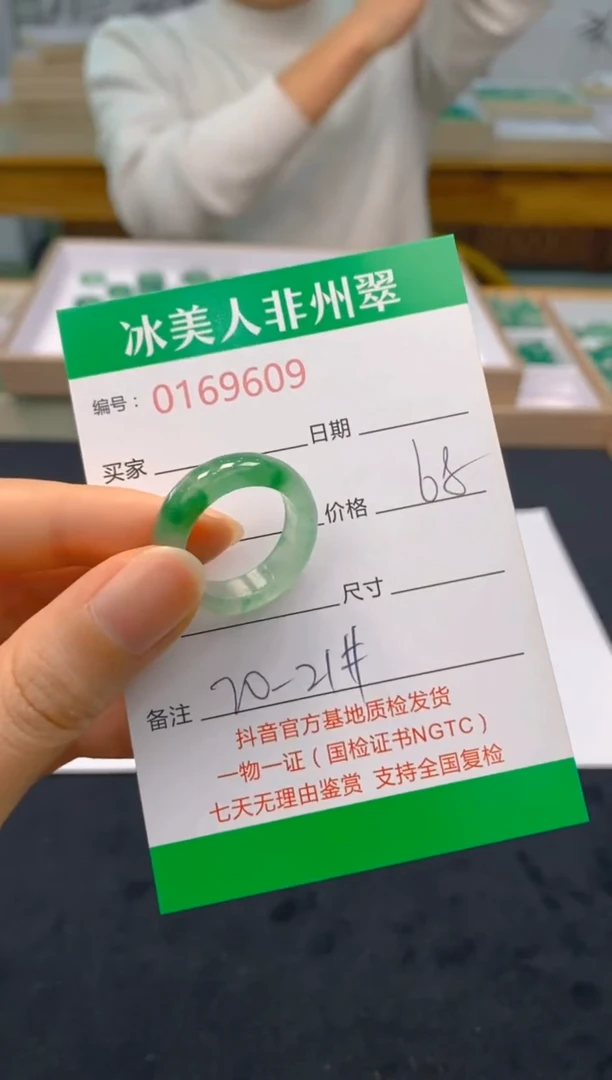 冰美人非州翠
编号： 0169609
买家 日期
价格 68
尺寸
备注 20-21#
抖音官方基地质检发货
一物一证（国检证书NGTC）
七天无理由鉴赏 支持全国复检